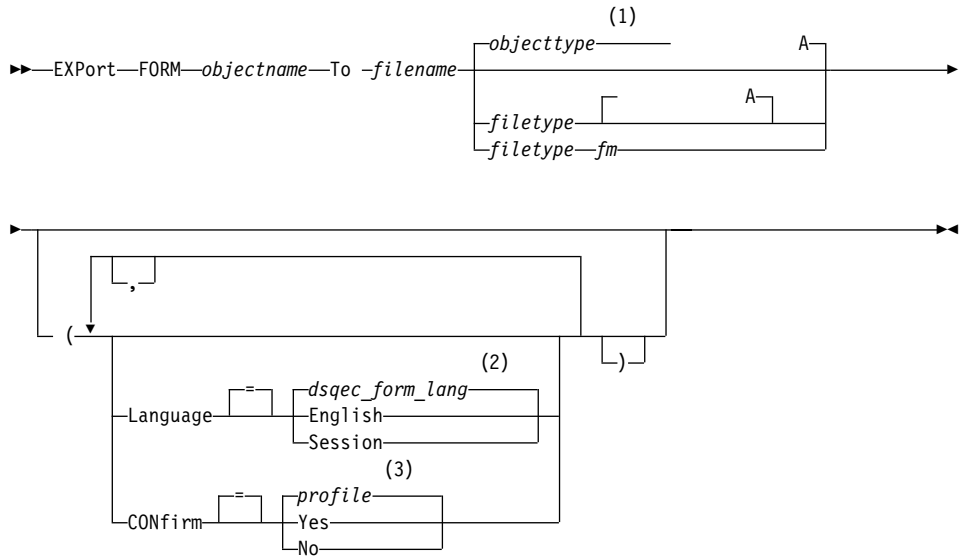 (1)
objecttype A
EXPort FORM objectname To filename
A
filetype
filetype fm
,
(
)
(2)
= dsqec_form_lang
Language English
Session
(3)
= profile
CONfirm Yes
No